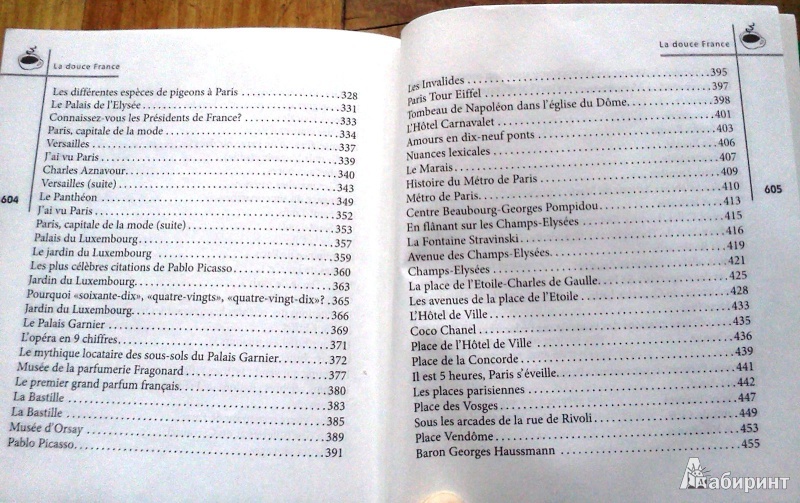 La douce France
Les différentes espèces de pigeons à Paris 328
Le Palais de l'Elysée 331
Connaissez-vous les Présidents de France? 333
Paris, capitale de la mode 334
Versailles 337
J'ai vu Paris 339
Charles Aznavour 340
Versailles (suite) 343
Le Panthéon 349
J'ai vu Paris 352
Paris, capitale de la mode (suite) 353
Palais du Luxembourg 357
Le jardin du Luxembourg 359
Les plus célèbres citations de Pablo Picasso 360
Jardin du Luxembourg 363
Pourquoi «soixante-dix», «quatre-vingts», «quatre-vingt-dix»? 365
Jardin du Luxembourg 366
Le Palais Garnier 369
L'opéra en 9 chiffres 371
Le mythique locataire des sous-sols du Palais Garnier 372
Musée de la parfumerie Fragonard 377
Le premier grand parfum français 380
La Bastille 383
La Bastille 385
Musée d'Orsay 389
Pablo Picasso 391
604
La douce France
Les Invalides 395
Paris Tour Eiffel 397
Tombeau de Napoléon dans l'église du Dôme 398
L'Hôtel Carnavalet 401
Amours en dix-neuf ponts 403
Nuances lexicales 406
Le Marais 407
Histoire du Métro de Paris 409
Métro de Paris 410
Centre Beaubourg-Georges Pompidou 413
En flânant sur les Champs-Elysées 415
La Fontaine Stravinski 416
Avenue des Champs-Elysées 419
Champs-Elysées 421
La place de l'Etoile-Charles de Gaulle 425
Les avenues de la place de l'Etoile 428
L'Hôtel de Ville 433
Coco Chanel 435
Place de l'Hôtel de Ville 436
Place de la Concorde 439
Il est 5 heures, Paris s'éveille 441
Les places parisiennes 442
Place des Vosges 447
Sous les arcades de la rue de Rivoli 449
Place Vendôme 453
Baron Georges Haussmann 455
605
Лабиринт